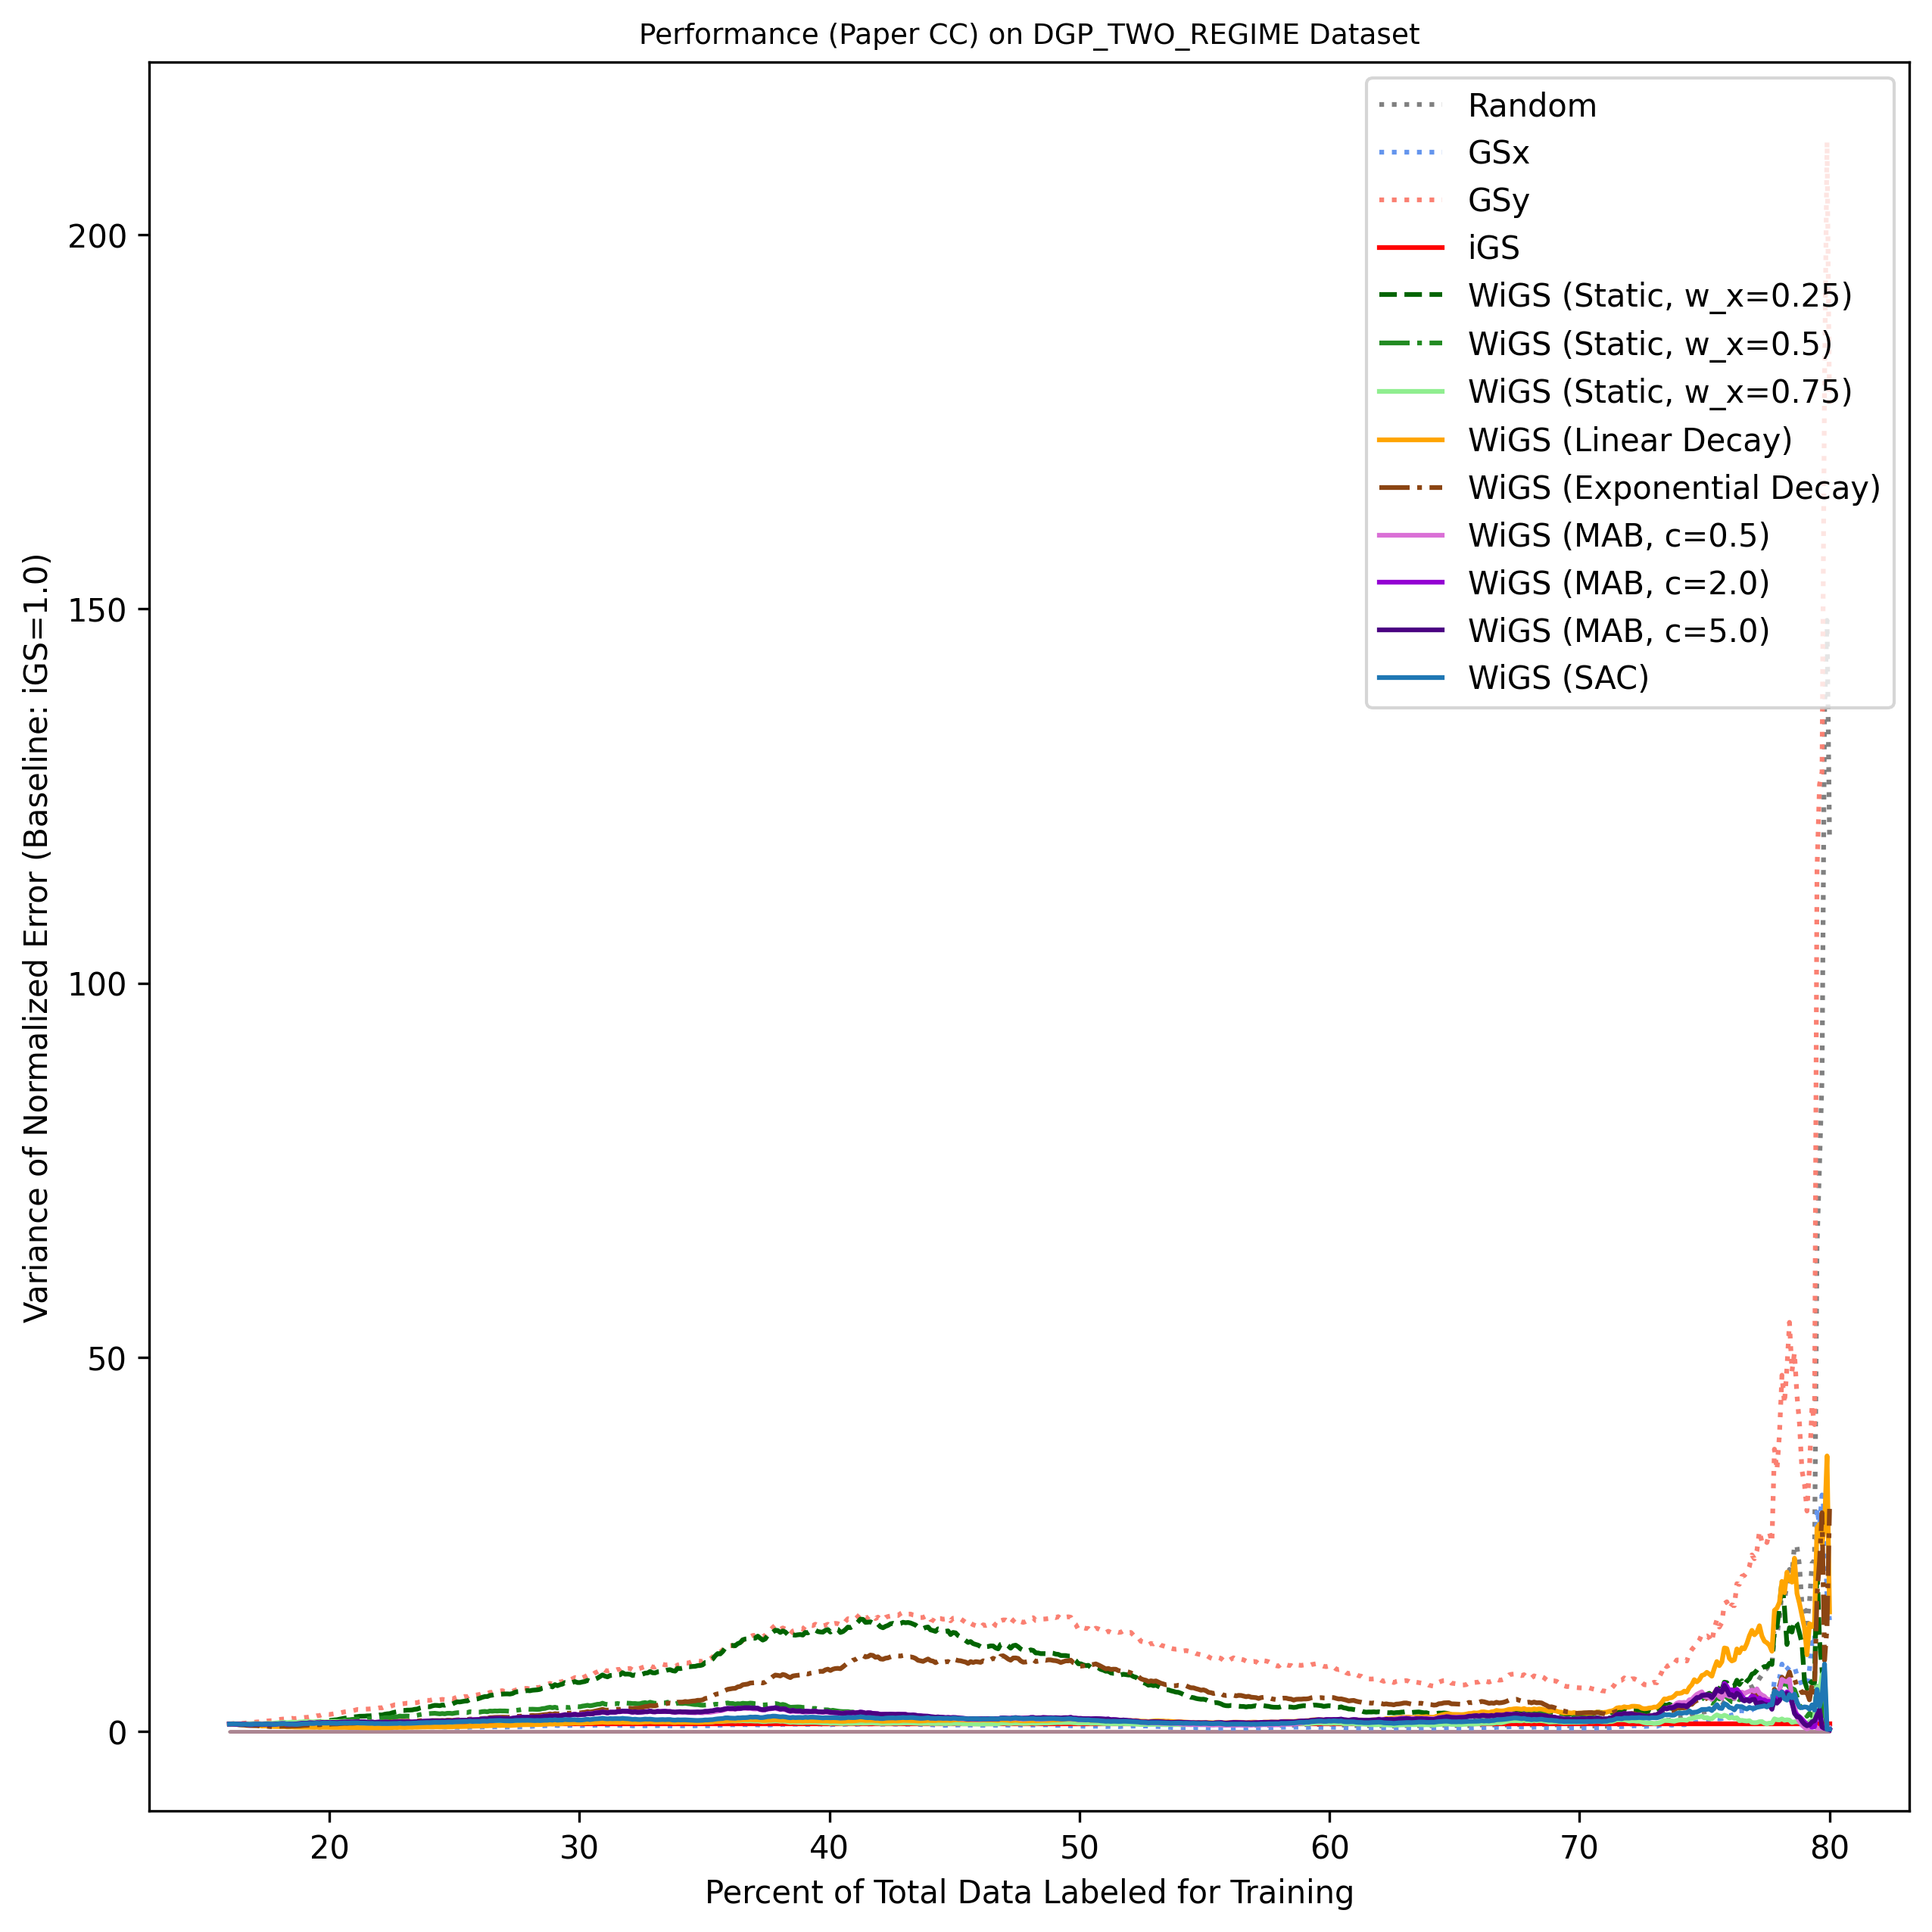 Performance (Paper CC) on DGP_TWO_REGIME Dataset
Variance of Normalized Error (Baseline: iGS=1.0)
200
150
100
50
0
Random
GSx
GSy
iGS
WiGS (Static, w_x=0.25)
WiGS (Static, w_x=0.5)
WiGS (Static, w_x=0.75)
WiGS (Linear Decay)
WiGS (Exponential Decay)
WiGS (MAB, c=0.5)
WiGS (MAB, c=2.0)
WiGS (MAB, c=5.0)
WiGS (SAC)
20 30 40 50 60 70 80
Percent of Total Data Labeled for Training